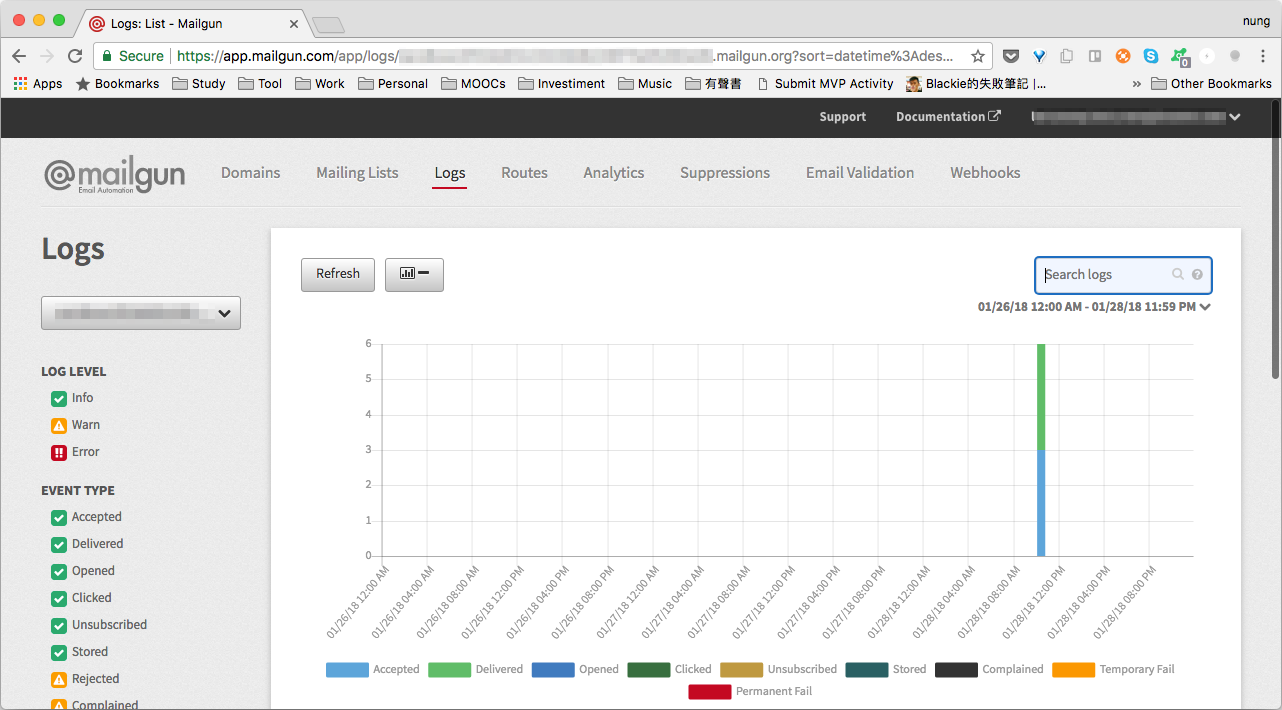 Logs: List - Mailgun
nung
Secure https://app.mailgun.com/app/logs/ .mailgun.org?sort=datetime%3Ades...
Apps Bookmarks Study Tool Work Personal MOOCs Investiment Music 有聲書 Submit MVP Activity Blackie的失敗筆記 |... » Other Bookmarks
Support Documentation
@mailgun Domains Mailing Lists Logs Routes Analytics Suppressions Email Validation Webhooks
Email Automation
Logs
Refresh
Search logs
01/26/18 12:00 AM - 01/28/18 11:59 PM
LOG LEVEL
Info
Warn
Error
EVENT TYPE
Accepted
Delivered
Opened
Clicked
Unsubscribed
Stored
Rejected
Complained
6
5
4
3
2
1
0
01/26/18 12:00 AM
01/26/18 04:00 AM
01/26/18 08:00 AM
01/26/18 12:00 PM
01/26/18 04:00 PM
01/26/18 08:00 PM
01/27/18 12:00 AM
01/27/18 04:00 AM
01/27/18 08:00 AM
01/27/18 12:00 PM
01/27/18 04:00 PM
01/27/18 08:00 PM
01/28/18 12:00 AM
01/28/18 04:00 AM
01/28/18 08:00 AM
01/28/18 12:00 PM
01/28/18 04:00 PM
01/28/18 08:00 PM
Accepted Delivered Opened Clicked Unsubscribed Stored Complained Temporary Fail
Permanent Fail